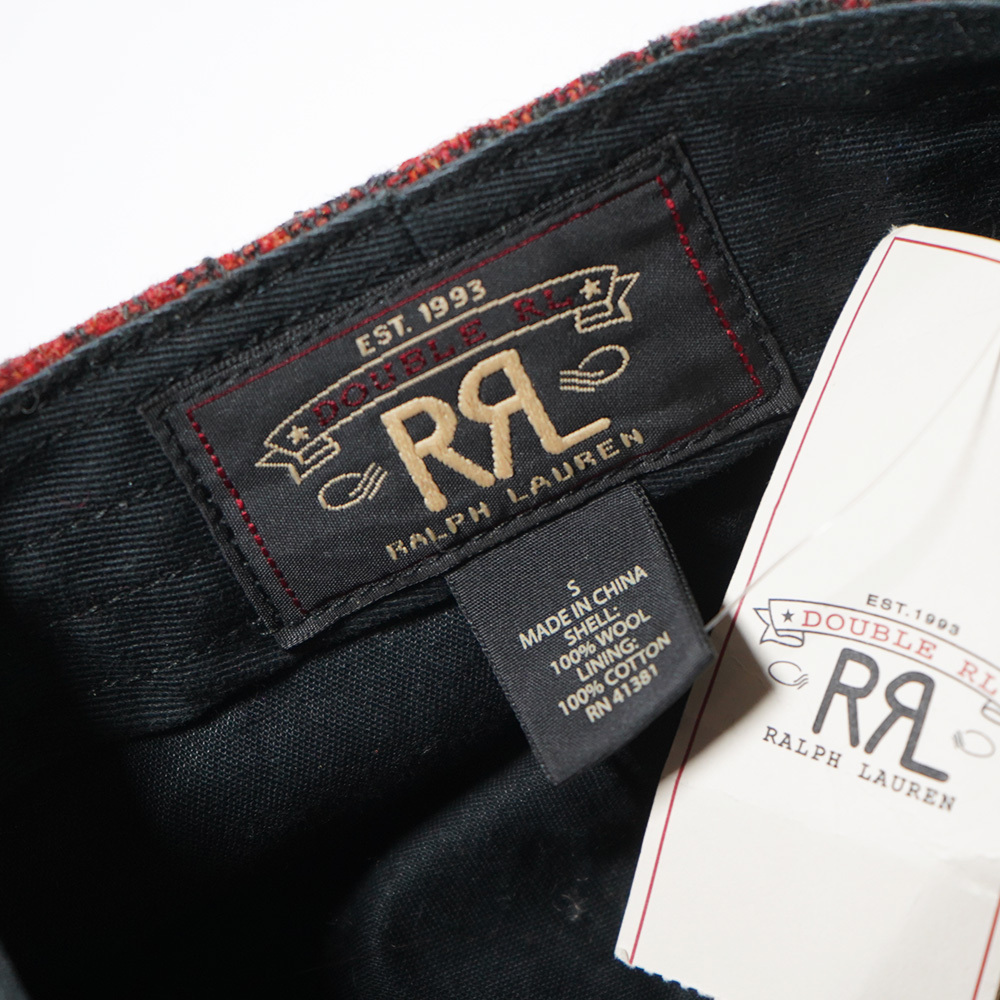 EST. 1993
DOUBLE RL
RRL
RALPH LAUREN
S
MADE IN CHINA
SHELL:
100% WOOL
LINING:
100% COTTON
RN 41381
EST. 1993
DOUBLE RL
RRL
RALPH LAUREN